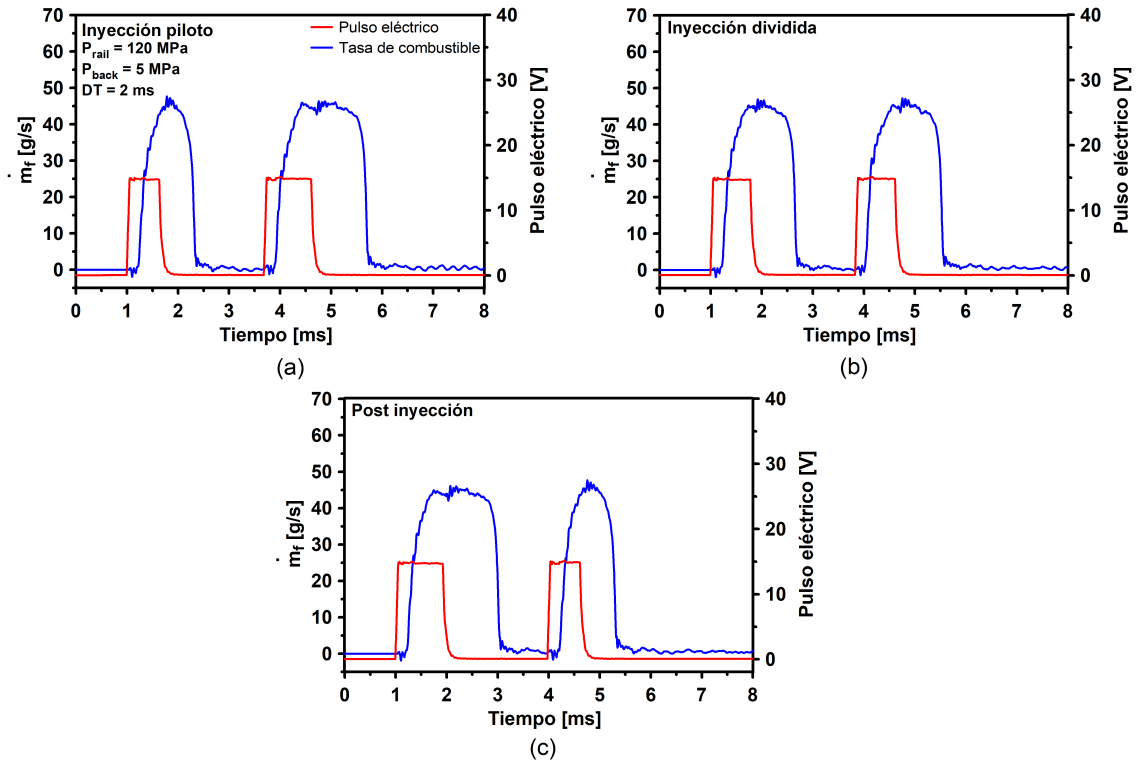 Inyección piloto
P_rail = 120 MPa
P_back = 5 MPa
DT = 2 ms
Pulso eléctrico
Tasa de combustible
70
60
50
40
30
20
10
0
ṁ_f [g/s]
40
30
20
10
0
Pulso eléctrico [V]
0 1 2 3 4 5 6 7 8
Tiempo [ms]
(a)
Inyección dividida
70
60
50
40
30
20
10
0
ṁ_f [g/s]
40
30
20
10
0
Pulso eléctrico [V]
0 1 2 3 4 5 6 7 8
Tiempo [ms]
(b)
Post inyección
70
60
50
40
30
20
10
0
ṁ_f [g/s]
40
30
20
10
0
Pulso eléctrico [V]
0 1 2 3 4 5 6 7 8
Tiempo [ms]
(c)